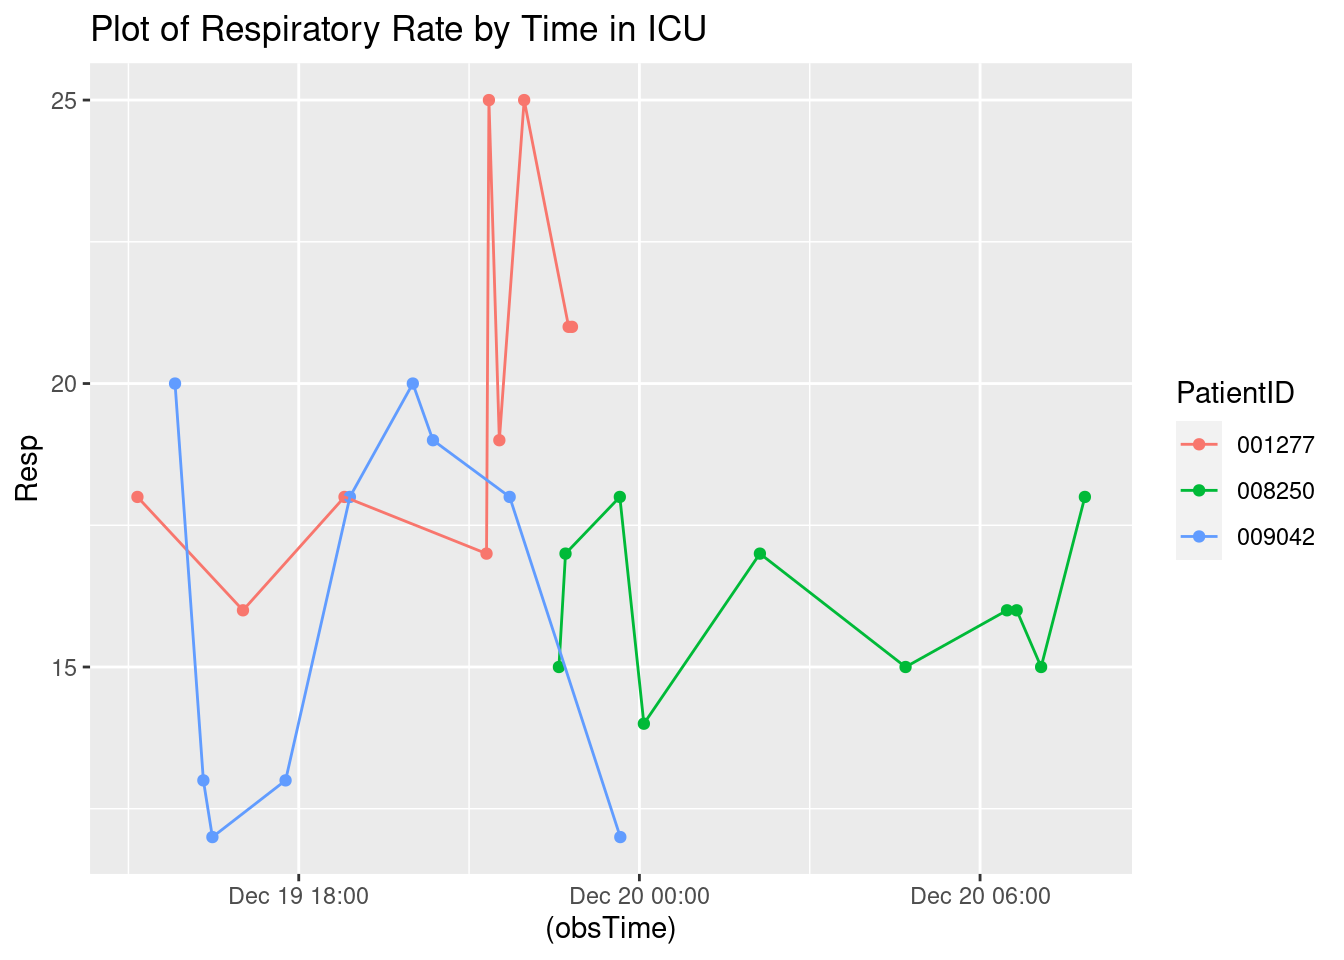 Plot of Respiratory Rate by Time in ICU
25
20
15
Resp
Dec 19 18:00
Dec 20 00:00
Dec 20 06:00
(obsTime)
PatientID
001277
008250
009042